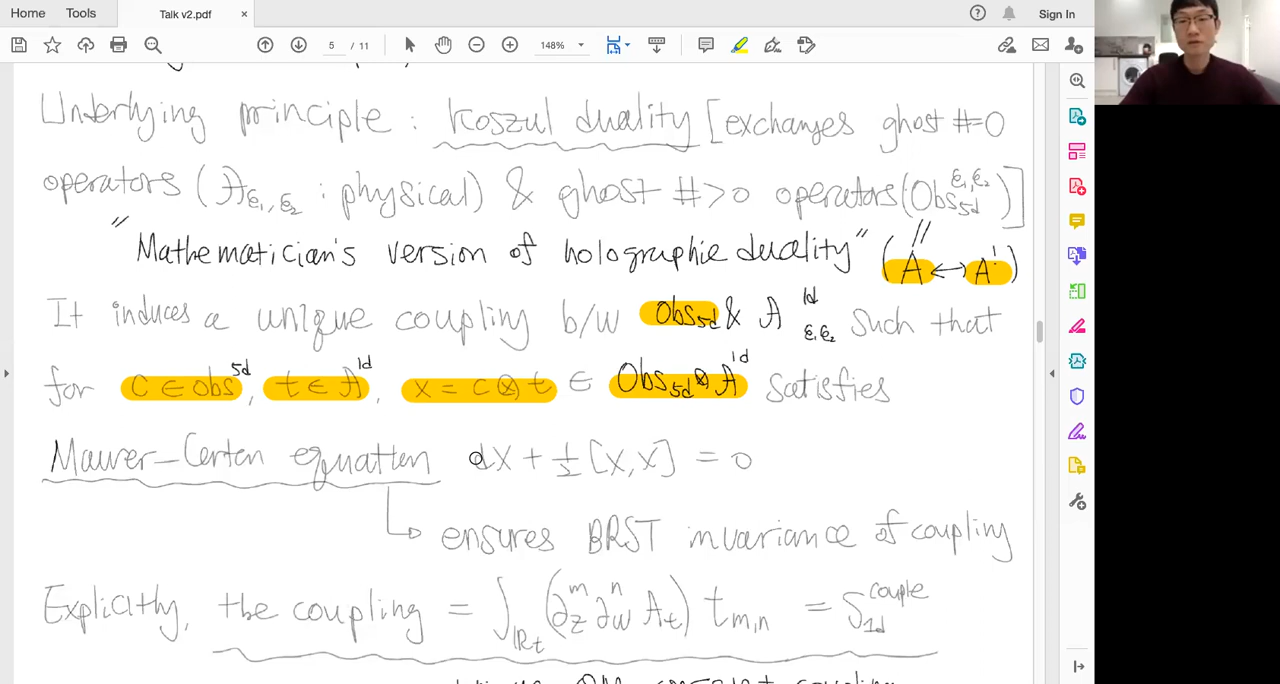 Home Tools Talk v2.pdf × Sign In
5 / 11 148%
Underlying principle : Koszul duality [exchanges ghost #=0
operators (A_{ε1,ε2} : physical) & ghost #>0 operators (Obs_{5d}^{ε1,ε2})]
"Mathematician's version of holographic duality" (A ↔ A^!)
It induces a unique coupling b/w Obs_{5d} & A^{1d}_{ε1,ε2} such that
for C ∈ Obs^{5d}, t ∈ A^{1d}, x = c ⊗ t ∈ Obs_{5d} ⊗ A^{1d} satisfies
Maurer-Cartan equation dX + 1/2 [X, X] = 0
↳ ensures BRST invariance of coupling
Explicitly, the coupling = ∫_{ℝ_t} (∂_z^m ∂_w^n A_t) t_{m,n} = S_{1d}^{couple}